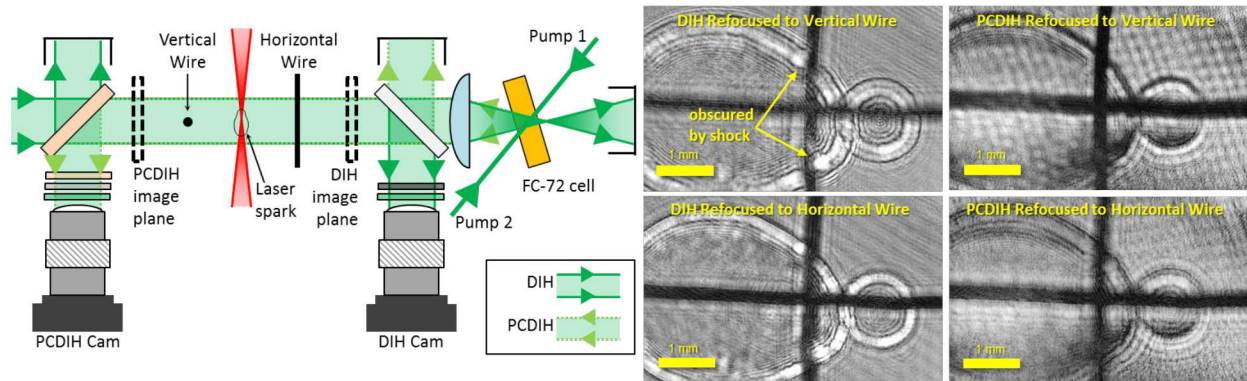 Vertical
Wire
Horizontal
Wire
Pump 1
PCDIH
image
plane
Laser
spark
DIH
image
plane
FC-72 cell
Pump 2
DIH
PCDIH
PCDIH Cam
DIH Cam
DIH Refocused to Vertical Wire
obscured
by shock
1 mm
PCDIH Refocused to Vertical Wire
1 mm
DIH Refocused to Horizontal Wire
1 mm
PCDIH Refocused to Horizontal Wire
1 mm